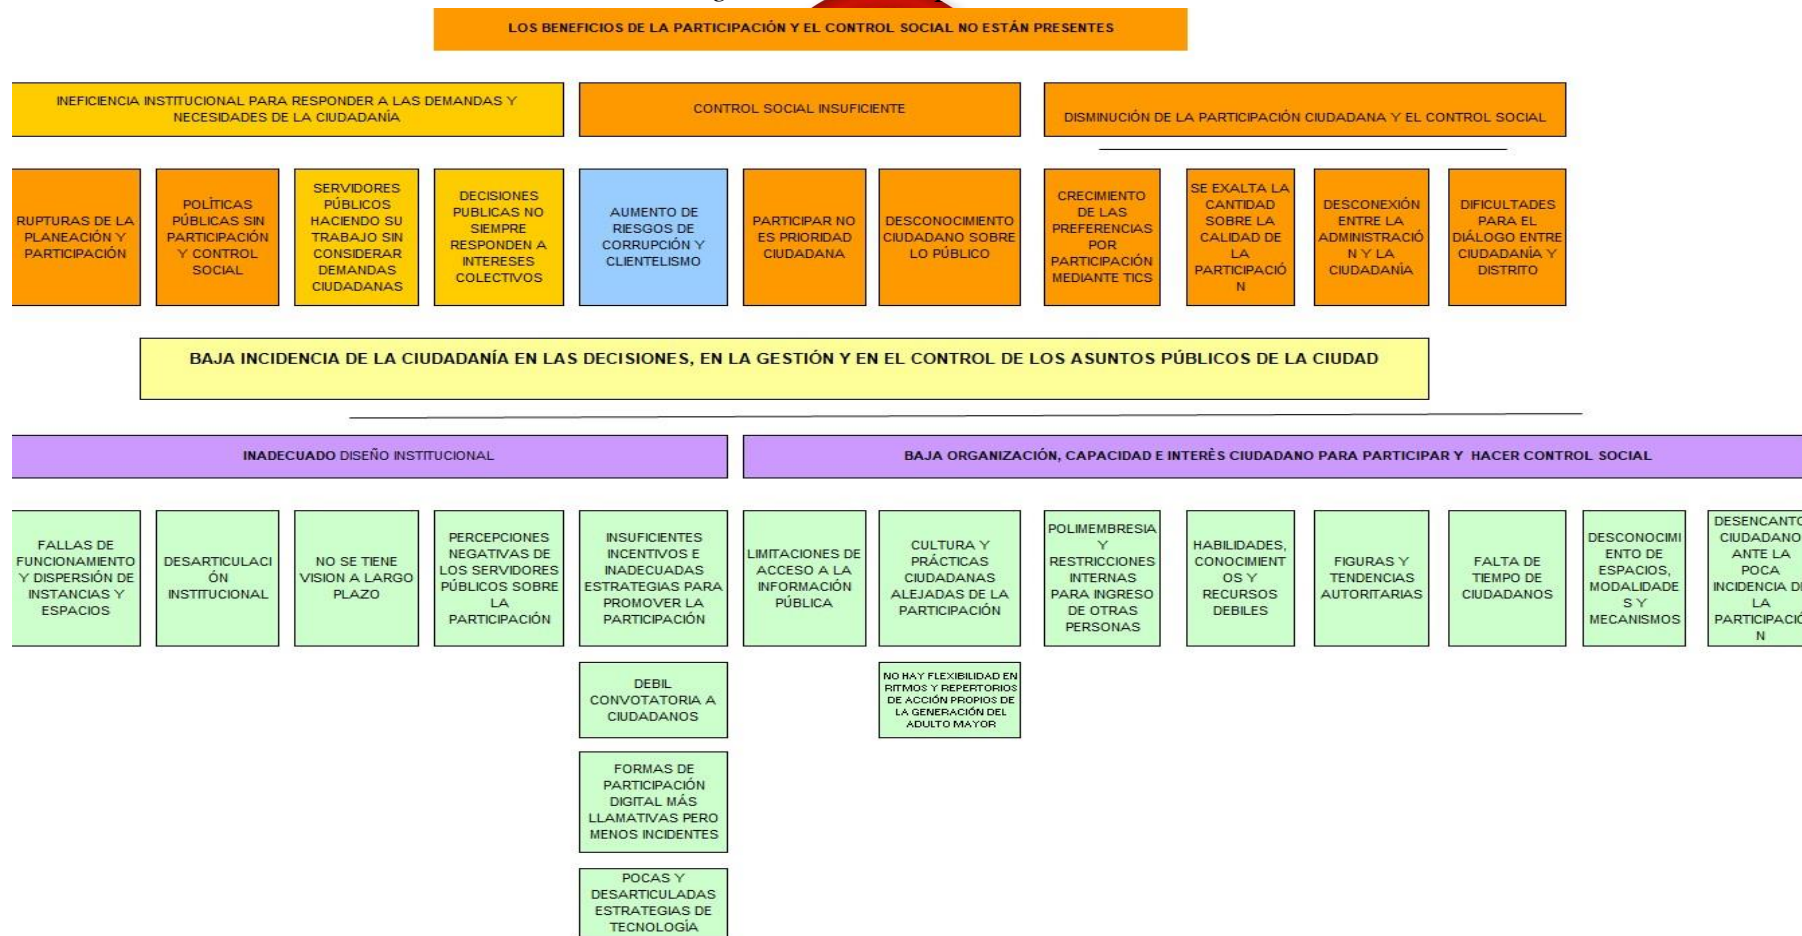 LOS BENEFICIOS DE LA PARTICIPACIÓN Y EL CONTROL SOCIAL NO ESTÁN PRESENTES
INEFICIENCIA INSTITUCIONAL PARA RESPONDER A LAS DEMANDAS Y
NECESIDADES DE LA CIUDADANÍA
CONTROL SOCIAL INSUFICIENTE
DISMINUCIÓN DE LA PARTICIPACIÓN CIUDADANA Y EL CONTROL SOCIAL
RUPTURAS DE LA
PLANEACIÓN Y
PARTICIPACIÓN
POLÍTICAS
PÚBLICAS SIN
PARTICIPACIÓN
Y CONTROL
SOCIAL
SERVIDORES
PÚBLICOS
HACIENDO SU
TRABAJO SIN
CONSIDERAR
DEMANDAS
CIUDADANAS
DECISIONES
PUBLICAS NO
SIEMPRE
RESPONDEN A
INTERESES
COLECTIVOS
AUMENTO DE
RIESGOS DE
CORRUPCIÓN Y
CLIENTELISMO
PARTICIPAR NO
ES PRIORIDAD
CIUDADANA
DESCONOCIMIENTO
CIUDADANO SOBRE
LO PÚBLICO
CRECIMIENTO
DE LAS
PREFERENCIAS
POR
PARTICIPACIÓN
MEDIANTE TICS
SE EXALTA LA
CANTIDAD
SOBRE LA
CALIDAD DE
LA
PARTICIPACIÓ
N
DESCONEXIÓN
ENTRE LA
ADMINISTRACIÓ
N Y LA
CIUDADANÍA
DIFICULTADES
PARA EL
DIÁLOGO ENTRE
CIUDADANÍA Y
DISTRITO
BAJA INCIDENCIA DE LA CIUDADANÍA EN LAS DECISIONES, EN LA GESTIÓN Y EN EL CONTROL DE LOS ASUNTOS PÚBLICOS DE LA CIUDAD
INADECUADO DISEÑO INSTITUCIONAL
BAJA ORGANIZACIÓN, CAPACIDAD E INTERÈS CIUDADANO PARA PARTICIPAR Y HACER CONTROL SOCIAL
FALLAS DE
FUNCIONAMIENTO
Y DISPERSIÓN DE
INSTANCIAS Y
ESPACIOS
DESARTICULACI
ÓN
INSTITUCIONAL
NO SE TIENE
VISION A LARGO
PLAZO
PERCEPCIONES
NEGATIVAS DE
LOS SERVIDORES
PÚBLICOS SOBRE
LA
PARTICIPACIÓN
INSUFICIENTES
INCENTIVOS E
INADECUADAS
ESTRATEGIAS PARA
PROMOVER LA
PARTICIPACIÓN
LIMITACIONES DE
ACCESO A LA
INFORMACIÓN
PÚBLICA
CULTURA Y
PRÁCTICAS
CIUDADANAS
ALEJADAS DE LA
PARTICIPACIÓN
POLIMEMBRESIA
Y
RESTRICCIONES
INTERNAS
PARA INGRESO
DE OTRAS
PERSONAS
HABILIDADES,
CONOCIMIENT
OS Y
RECURSOS
DEBILES
FIGURAS Y
TENDENCIAS
AUTORITARIAS
FALTA DE
TIEMPO DE
CIUDADANOS
DESCONOCIMI
ENTO DE
ESPACIOS,
MODALIDADE
S Y
MECANISMOS
DESENCANTO
CIUDADANO
ANTE LA
POCA
INCIDENCIA DE
LA
PARTICIPACIÓ
N
DEBIL
CONVOTATORIA A
CIUDADANOS
NO HAY FLEXIBILIDAD EN
RITMOS Y REPERTORIOS
DE ACCIÓN PROPIOS DE
LA GENERACIÓN DEL
ADULTO MAYOR
FORMAS DE
PARTICIPACIÓN
DIGITAL MÁS
LLAMATIVAS PERO
MENOS INCIDENTES
POCAS Y
DESARTICULADAS
ESTRATEGIAS DE
TECNOLOGÍA